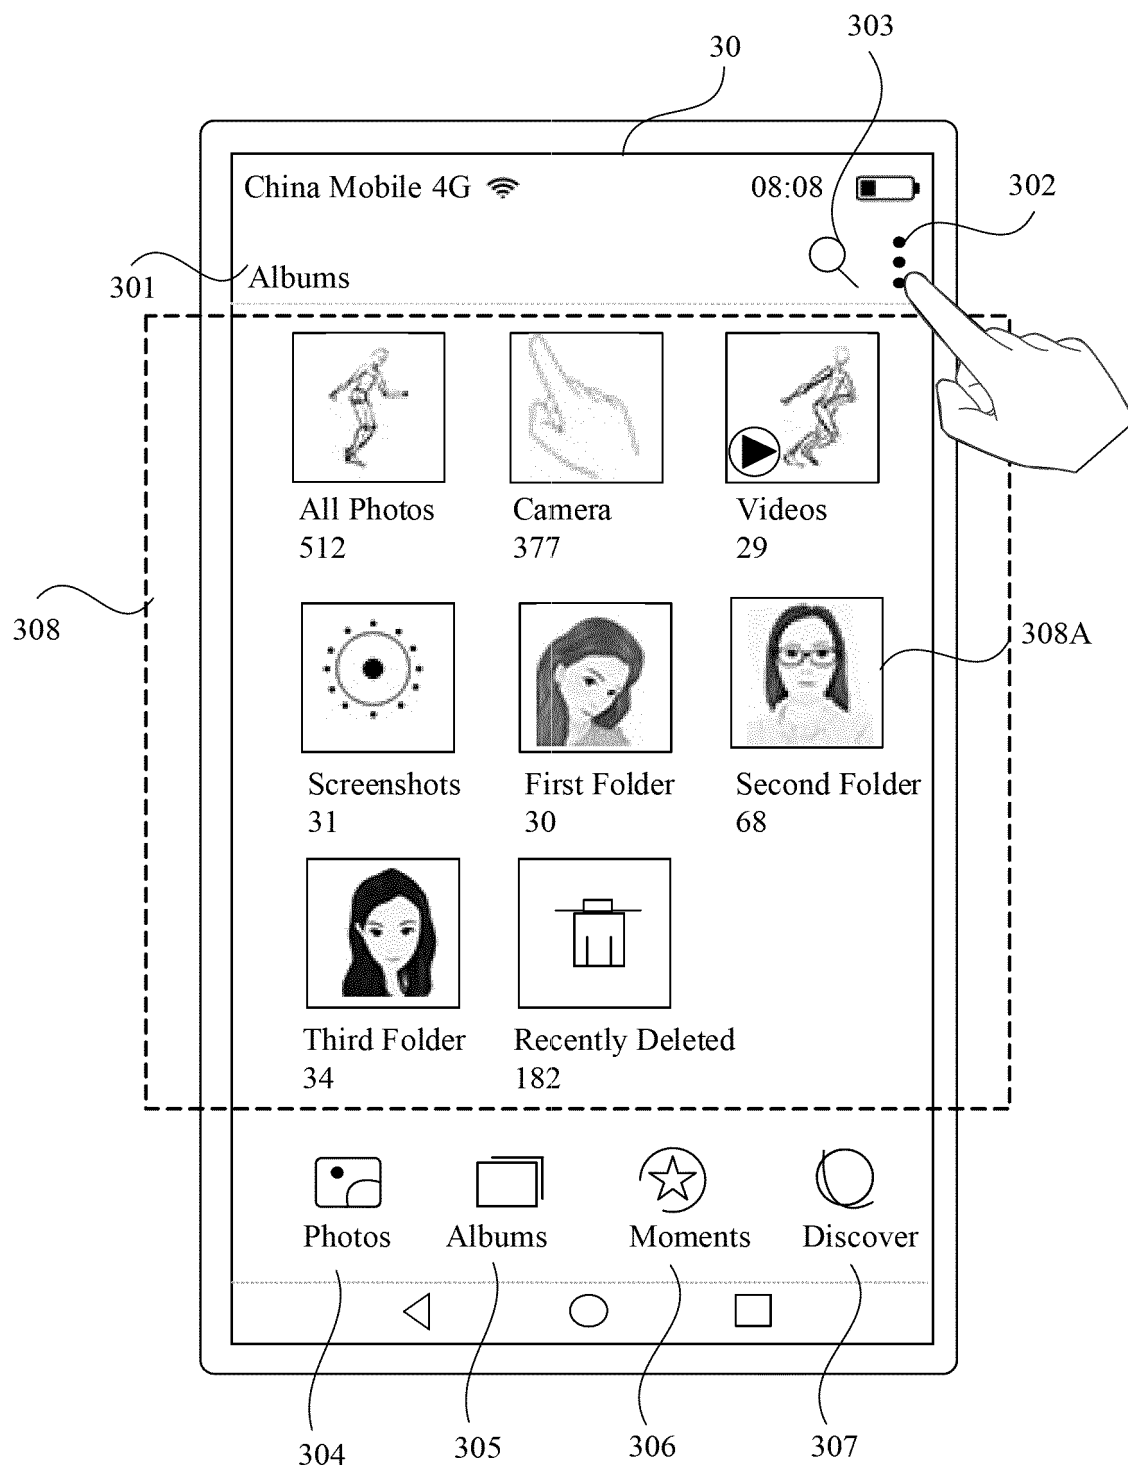 303
30
China Mobile 4G
08:08
302
301
Albums
All Photos
512
Camera
377
Videos
29
308
308A
Screenshots
31
First Folder
30
Second Folder
68
Third Folder
34
Recently Deleted
182
Photos
Albums
Moments
Discover
304
305
306
307